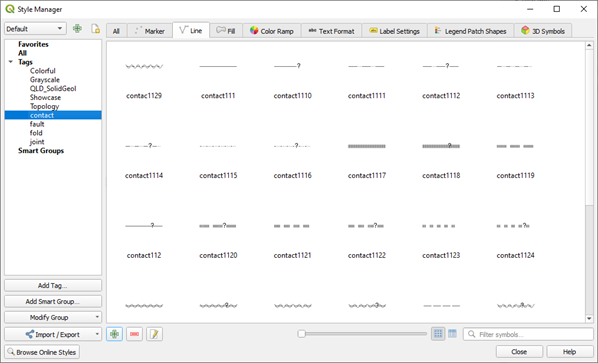 Style Manager
Default
All
Marker
Line
Fill
Color Ramp
abc Text Format
abc Label Settings
Legend Patch Shapes
3D Symbols
Favorites
All
Tags
Colorful
Grayscale
QLD_SolidGeol
Showcase
Topology
contact
fault
fold
joint
Smart Groups
? ?
contac1129 contact111 contact1110 contact1111 contact1112 contact1113
? ? ?
contact1114 contact1115 contact1116 contact1117 contact1118 contact1119
? ? ? ?
contact112 contact1120 contact1121 contact1122 contact1123 contact1124
? ? ?
Add Tag...
Add Smart Group...
Modify Group
Import / Export
Filter symbols...
Browse Online Styles
Close
Help